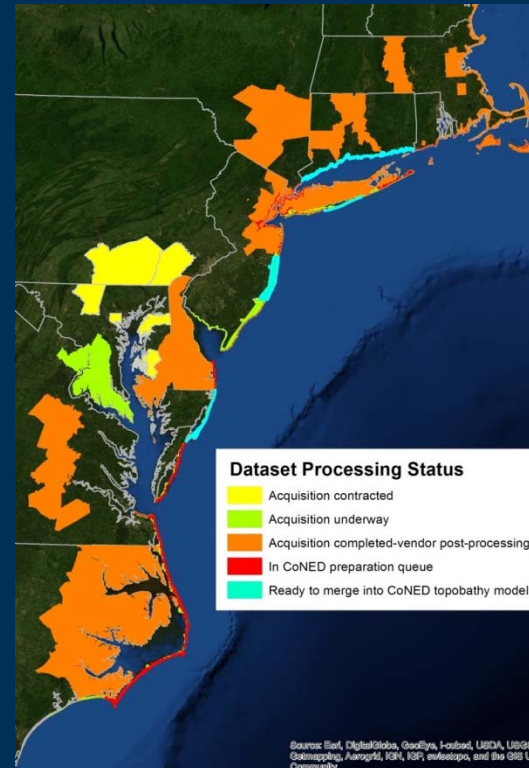 Dataset Processing Status
Acquisition contracted
Acquisition underway
Acquisition completed-vendor post-processing
In CoNED preparation queue
Ready to merge into CoNED topobathy model
Source: Esri, DigitalGlobe, GeoEye, i-cubed, USDA, USG
Getmapping, Aerogrid, IGN, IGP, swisstopo, and the GIS U
Community